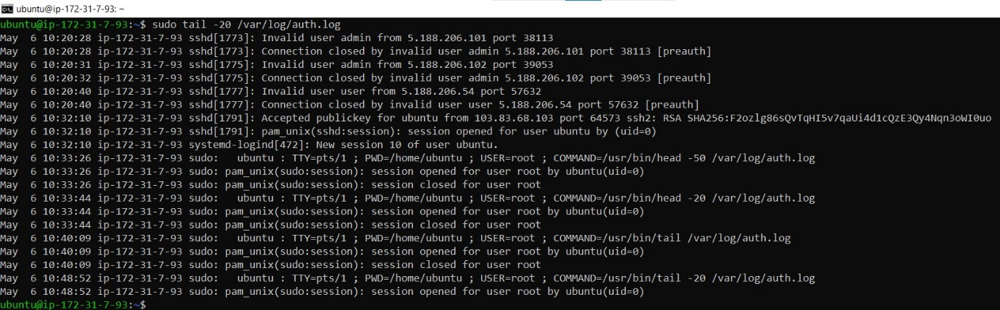 ubuntu@ip-172-31-7-93: ~
ubuntu@ip-172-31-7-93:~$ sudo tail -20 /var/log/auth.log
May  6 10:20:28 ip-172-31-7-93 sshd[1773]: Invalid user admin from 5.188.206.101 port 38113
May  6 10:20:28 ip-172-31-7-93 sshd[1773]: Connection closed by invalid user admin 5.188.206.101 port 38113 [preauth]
May  6 10:20:31 ip-172-31-7-93 sshd[1775]: Invalid user admin from 5.188.206.102 port 39053
May  6 10:20:32 ip-172-31-7-93 sshd[1775]: Connection closed by invalid user admin 5.188.206.102 port 39053 [preauth]
May  6 10:20:40 ip-172-31-7-93 sshd[1777]: Invalid user user from 5.188.206.54 port 57632
May  6 10:20:40 ip-172-31-7-93 sshd[1777]: Connection closed by invalid user user 5.188.206.54 port 57632 [preauth]
May  6 10:32:10 ip-172-31-7-93 sshd[1791]: Accepted publickey for ubuntu from 103.83.68.103 port 64573 ssh2: RSA SHA256:F2ozlg86sQvTqHI5v7qaUi4d1cQzE3Qy4Nqn3oWI0uo
May  6 10:32:10 ip-172-31-7-93 sshd[1791]: pam_unix(sshd:session): session opened for user ubuntu by (uid=0)
May  6 10:32:10 ip-172-31-7-93 systemd-logind[472]: New session 10 of user ubuntu.
May  6 10:33:26 ip-172-31-7-93 sudo:   ubuntu : TTY=pts/1 ; PWD=/home/ubuntu ; USER=root ; COMMAND=/usr/bin/head -50 /var/log/auth.log
May  6 10:33:26 ip-172-31-7-93 sudo: pam_unix(sudo:session): session opened for user root by ubuntu(uid=0)
May  6 10:33:26 ip-172-31-7-93 sudo: pam_unix(sudo:session): session closed for user root
May  6 10:33:44 ip-172-31-7-93 sudo:   ubuntu : TTY=pts/1 ; PWD=/home/ubuntu ; USER=root ; COMMAND=/usr/bin/head -20 /var/log/auth.log
May  6 10:33:44 ip-172-31-7-93 sudo: pam_unix(sudo:session): session opened for user root by ubuntu(uid=0)
May  6 10:33:44 ip-172-31-7-93 sudo: pam_unix(sudo:session): session closed for user root
May  6 10:40:09 ip-172-31-7-93 sudo:   ubuntu : TTY=pts/1 ; PWD=/home/ubuntu ; USER=root ; COMMAND=/usr/bin/tail /var/log/auth.log
May  6 10:40:09 ip-172-31-7-93 sudo: pam_unix(sudo:session): session opened for user root by ubuntu(uid=0)
May  6 10:40:09 ip-172-31-7-93 sudo: pam_unix(sudo:session): session closed for user root
May  6 10:48:52 ip-172-31-7-93 sudo:   ubuntu : TTY=pts/1 ; PWD=/home/ubuntu ; USER=root ; COMMAND=/usr/bin/tail -20 /var/log/auth.log
May  6 10:48:52 ip-172-31-7-93 sudo: pam_unix(sudo:session): session opened for user root by ubuntu(uid=0)
ubuntu@ip-172-31-7-93:~$